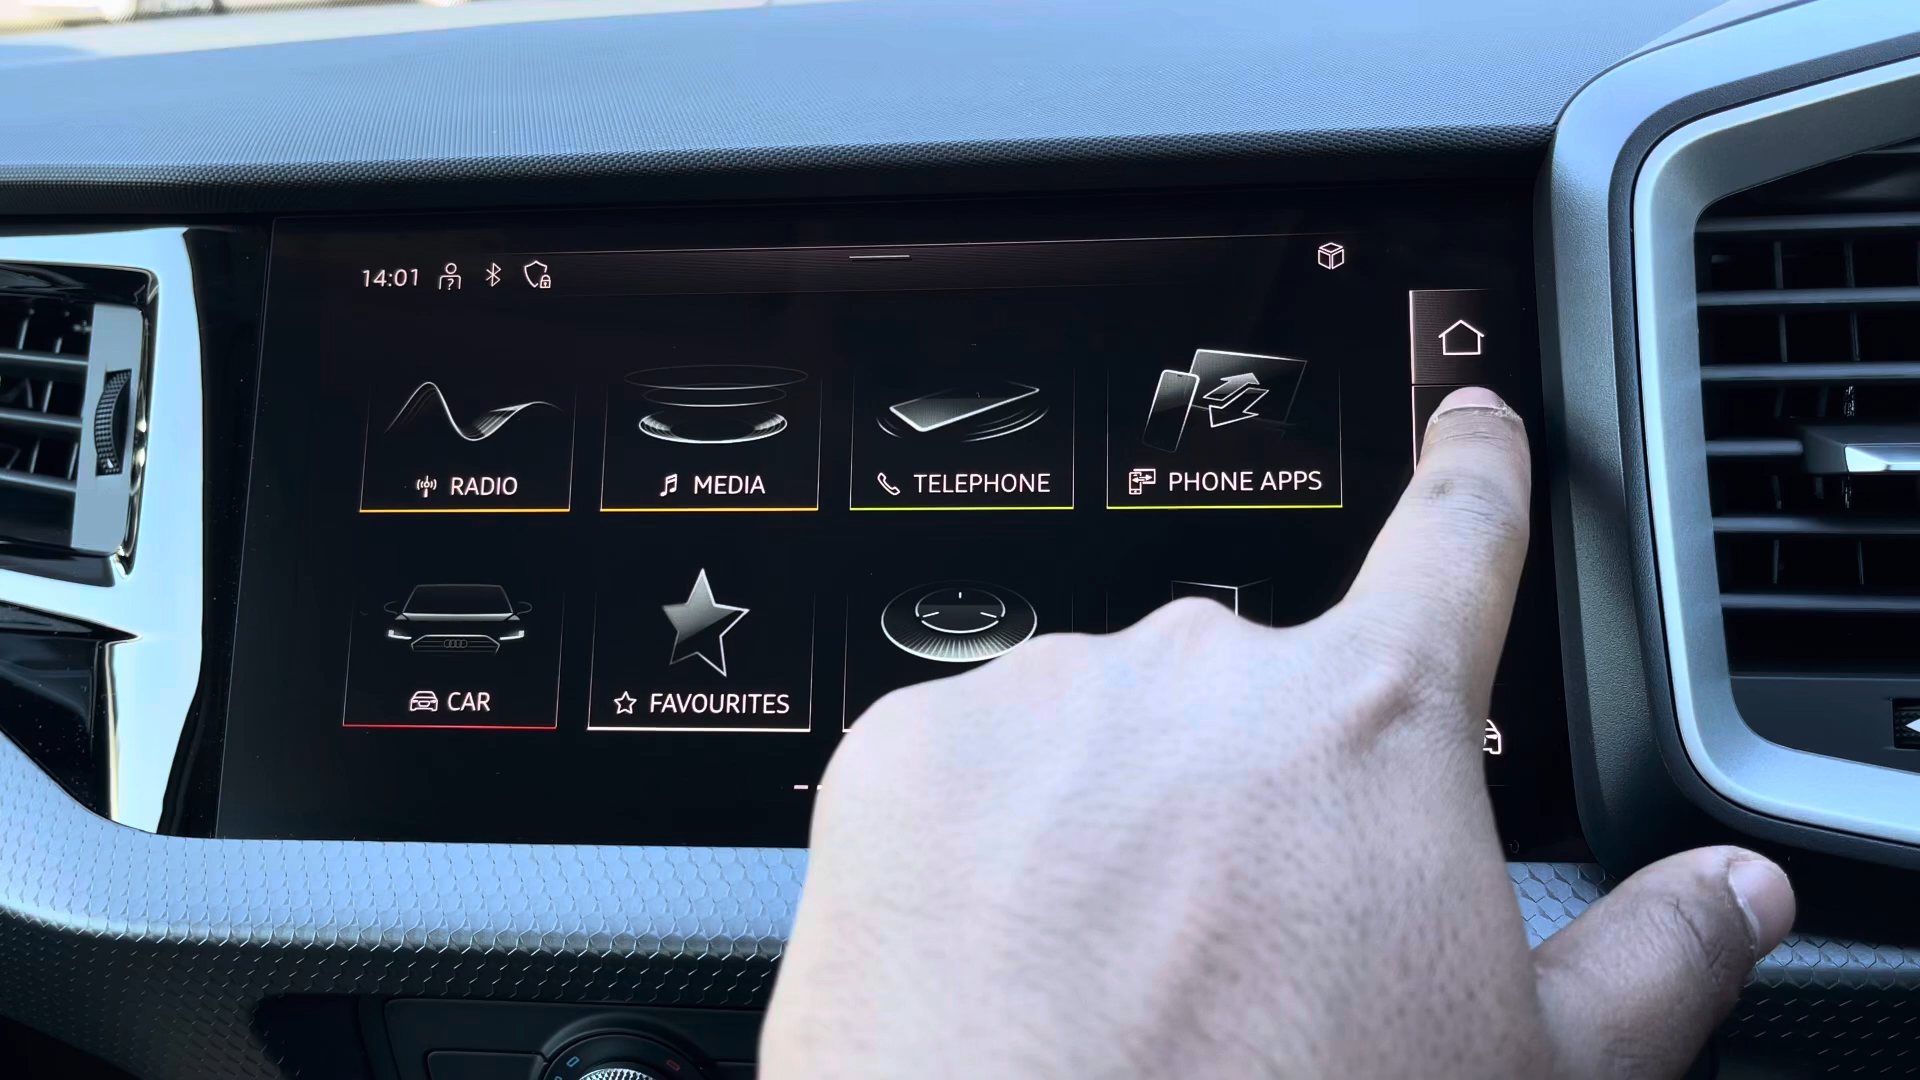 14:01
RADIO
MEDIA
TELEPHONE
PHONE APPS
CAR
FAVOURITES